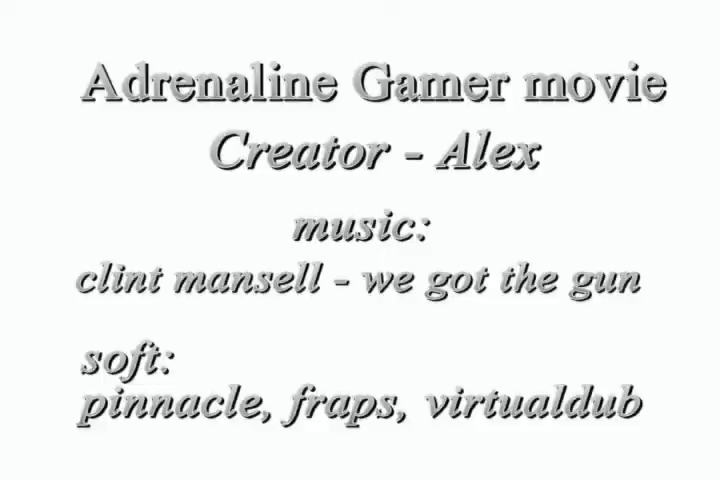 Adrenaline Gamer movie
Creator - Alex
music:
clint mansell - we got the gun
soft:
pinnacle, fraps, virtualdub